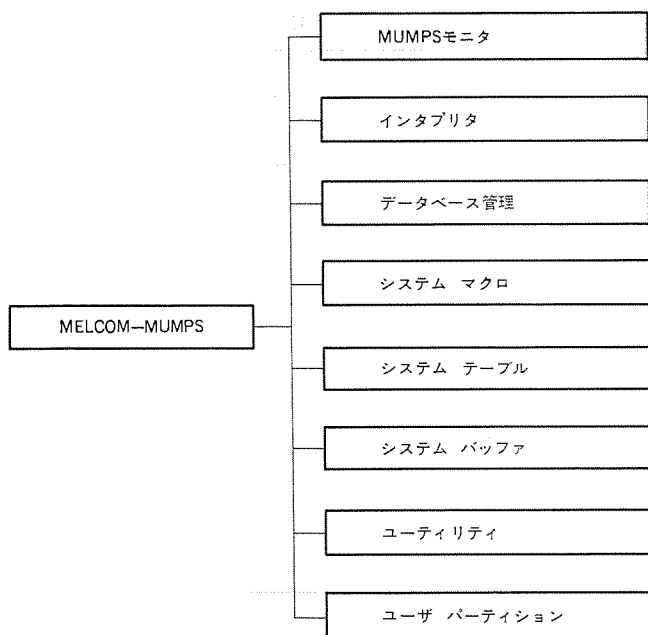 MUMPSモニタ
インタプリタ
データベース管理
システム マクロ
MELCOM—MUMPS
システム テーブル
システム バッファ
ユーティリティ
ユーザ パーティション